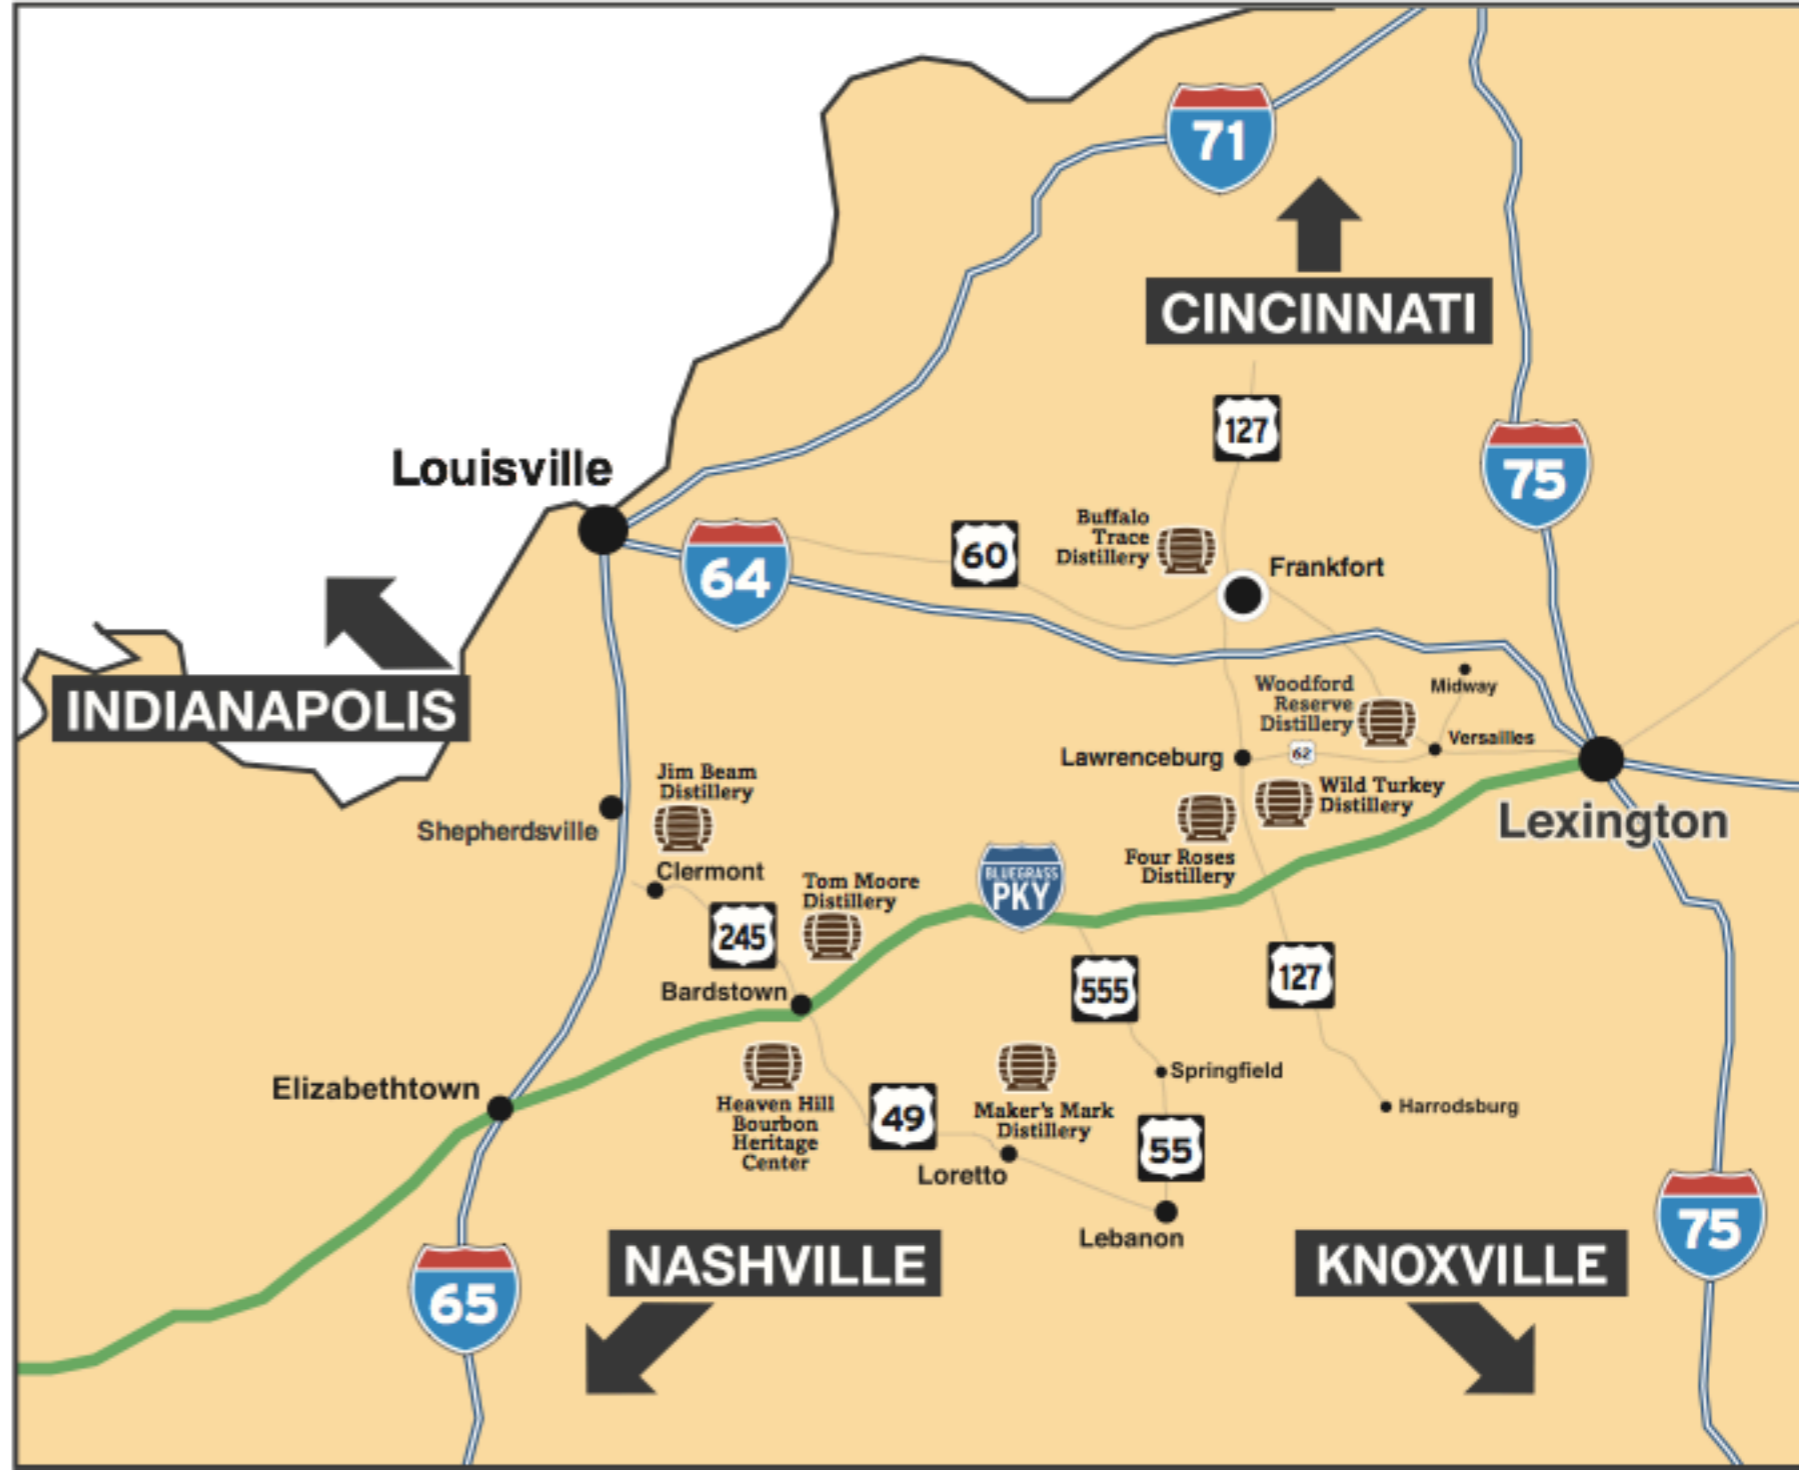 71
CINCINNATI
127
75
Louisville
64
60
Buffalo
Trace
Distillery
Frankfort
INDIANAPOLIS
Woodford
Reserve
Distillery
Midway
Versailles
Lawrenceburg
62
Lexington
Jim Beam
Distillery
Shepherdsville
Clermont
Wild Turkey
Distillery
Four Roses
Distillery
BLUEGRASS
PKY
Tom Moore
Distillery
245
Bardstown
555
127
Springfield
Harrodsburg
Elizabethtown
Heaven Hill
Bourbon
Heritage
Center
49
Maker's Mark
Distillery
Loretto
55
Lebanon
NASHVILLE
KNOXVILLE
65
75